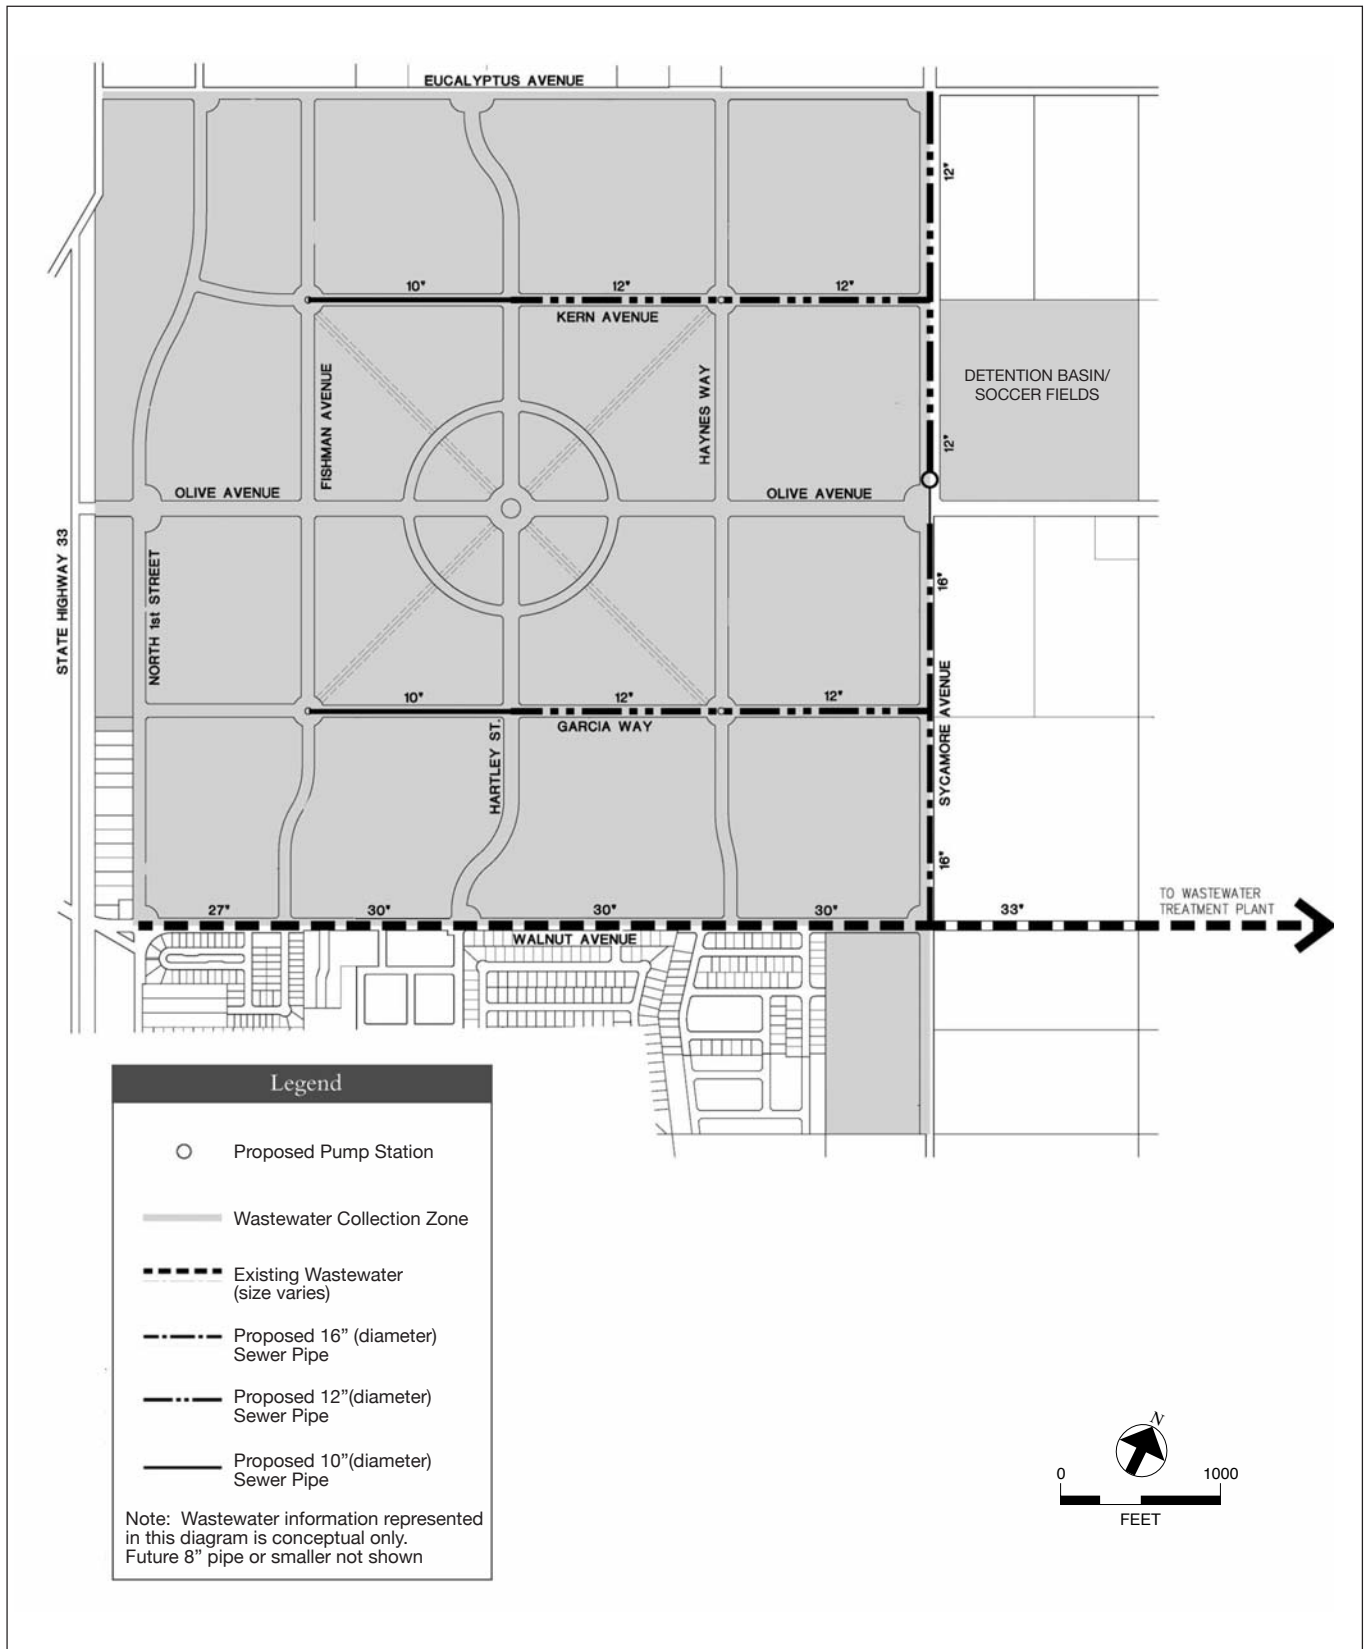 EUCALYPTUS AVENUE
12"
10"
12"
12"
KERN AVENUE
FISHMAN AVENUE
HAYNES WAY
DETENTION BASIN/
SOCCER FIELDS
12"
OLIVE AVENUE
OLIVE AVENUE
STATE HIGHWAY 33
NORTH 1st STREET
16"
SYCAMORE AVENUE
10"
12"
12"
GARCIA WAY
HARTLEY ST.
16"
27"
30"
30"
30"
33"
TO WASTEWATER
TREATMENT PLANT
WALNUT AVENUE
Legend
Proposed Pump Station
Wastewater Collection Zone
Existing Wastewater
(size varies)
Proposed 16” (diameter)
Sewer Pipe
Proposed 12”(diameter)
Sewer Pipe
Proposed 10”(diameter)
Sewer Pipe
Note: Wastewater information represented
in this diagram is conceptual only.
Future 8” pipe or smaller not shown
N
0 1000
FEET